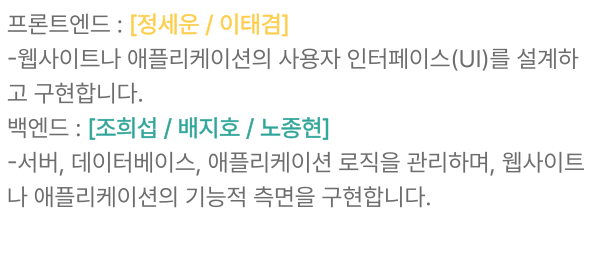 프론트엔드 : [정세운 / 이태겸]
-웹사이트나 애플리케이션의 사용자 인터페이스(UI)를 설계하
고 구현합니다.
백엔드 : [조희섭 / 배지호 / 노종현]
-서버, 데이터베이스, 애플리케이션 로직을 관리하며, 웹사이트
나 애플리케이션의 기능적 측면을 구현합니다.